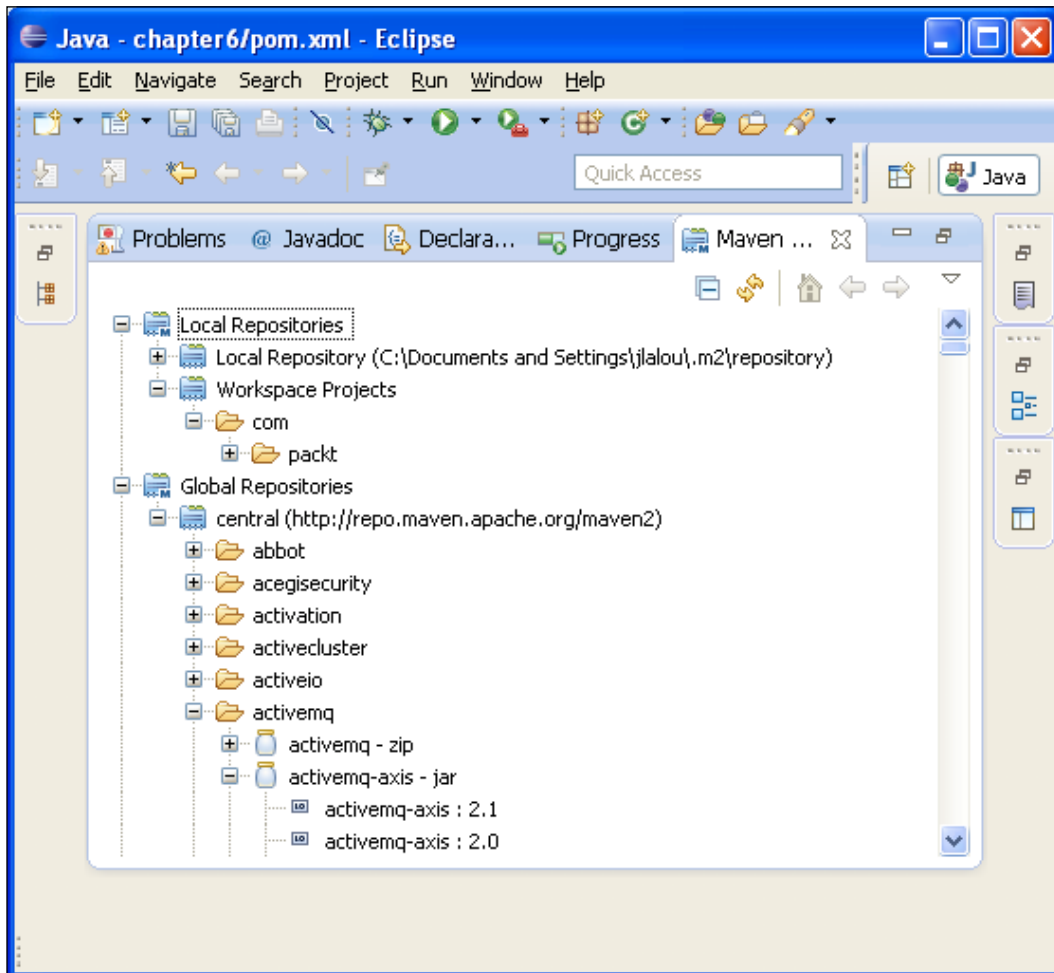 Java - chapter6/pom.xml - Eclipse
File Edit Navigate Search Project Run Window Help
Quick Access
Java
Problems @ Javadoc Declara... Progress Maven ...
Local Repositories
Local Repository (C:\Documents and Settings\jlalou\.m2\repository)
Workspace Projects
com
packt
Global Repositories
central (http://repo.maven.apache.org/maven2)
abbot
acegisecurity
activation
activecluster
activeio
activemq
activemq - zip
activemq-axis - jar
activemq-axis : 2.1
activemq-axis : 2.0